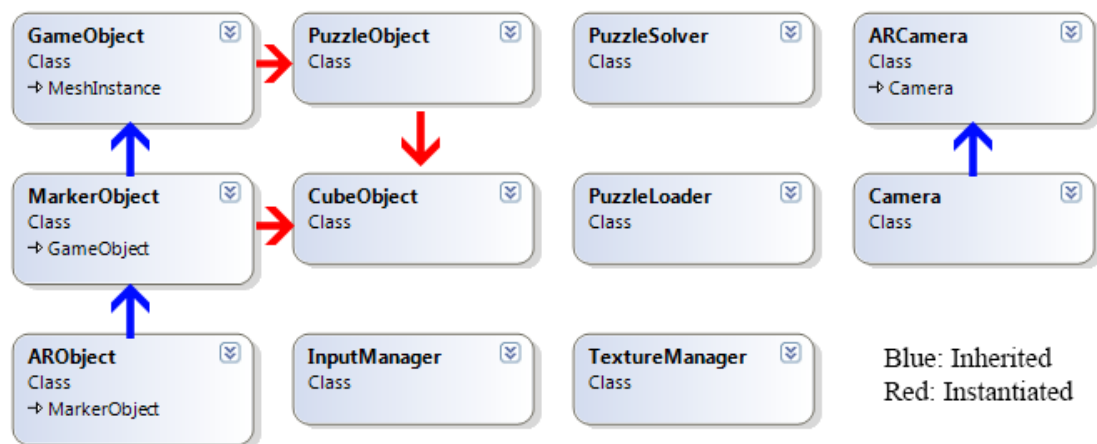 GameObject
Class
→ MeshInstance
PuzzleObject
Class
PuzzleSolver
Class
ARCamera
Class
→ Camera
MarkerObject
Class
→ GameObject
CubeObject
Class
PuzzleLoader
Class
Camera
Class
ARObject
Class
→ MarkerObject
InputManager
Class
TextureManager
Class
Blue: Inherited
Red: Instantiated